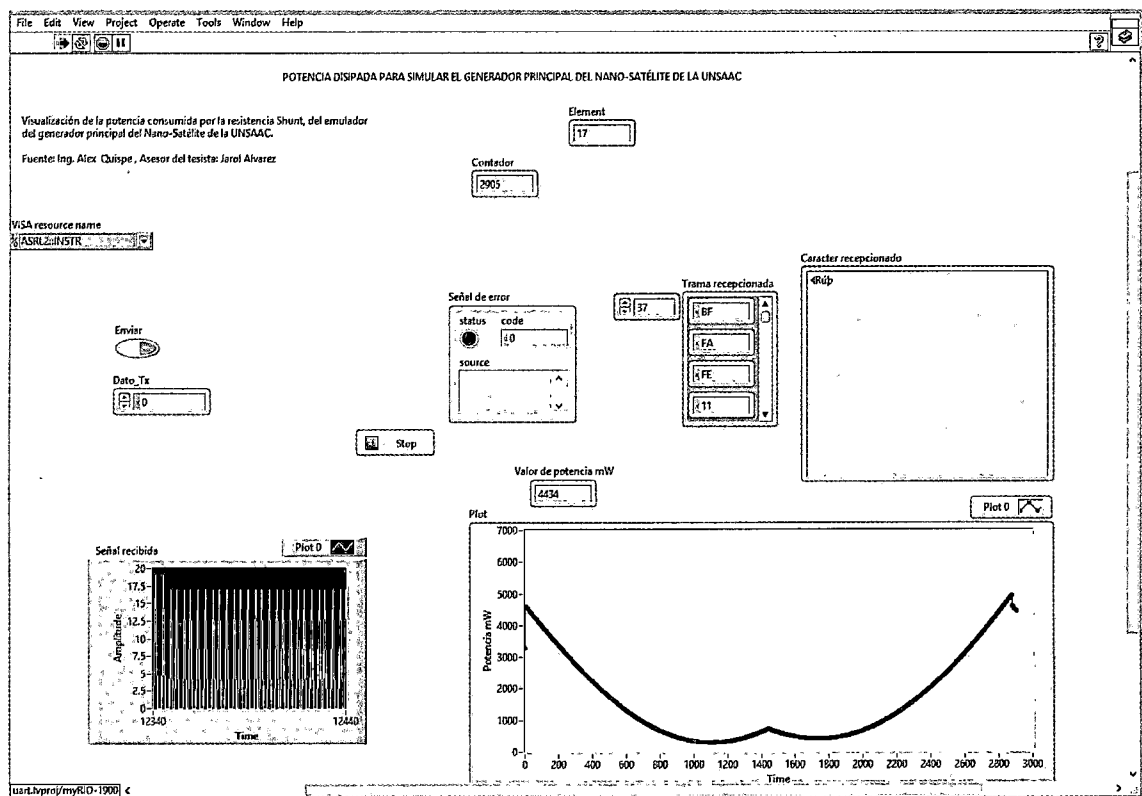 File Edit View Project Operate Tools Window Help
POTENCIA DISIPADA PARA SIMULAR EL GENERADOR PRINCIPAL DEL NANO-SATÉLITE DE LA UNSAAC
Visualización de la potencia consumida por la resistencia Shunt, del emulador
del generador principal del Nano-Satélite de la UNSAAC.
Fuente: Ing. Alex Quispe , Asesor del tesista: Jarol Alvarez
Element
17
Contador
2905
VISA resource name
ASRL2::INSTR
Enviar
Dato_Tx
0
Stop
Señal de error
status code
0
source
37
Trama recepcionada
BF
FA
FE
11
Caracter recepcionado
Rúþ
Valor de potencia mW
4434
Señal recibida
Plot 0
Amplitude
20
17.5
15
12.5
10
7.5
5
2.5
0
12340 12440
Time
Plot
Plot 0
Potencia mW
7000
6000
5000
4000
3000
2000
1000
0
0 200 400 600 800 1000 1200 1400 1600 1800 2000 2200 2400 2600 2800 3000
Time
uart.lvproj/myRIO-1900